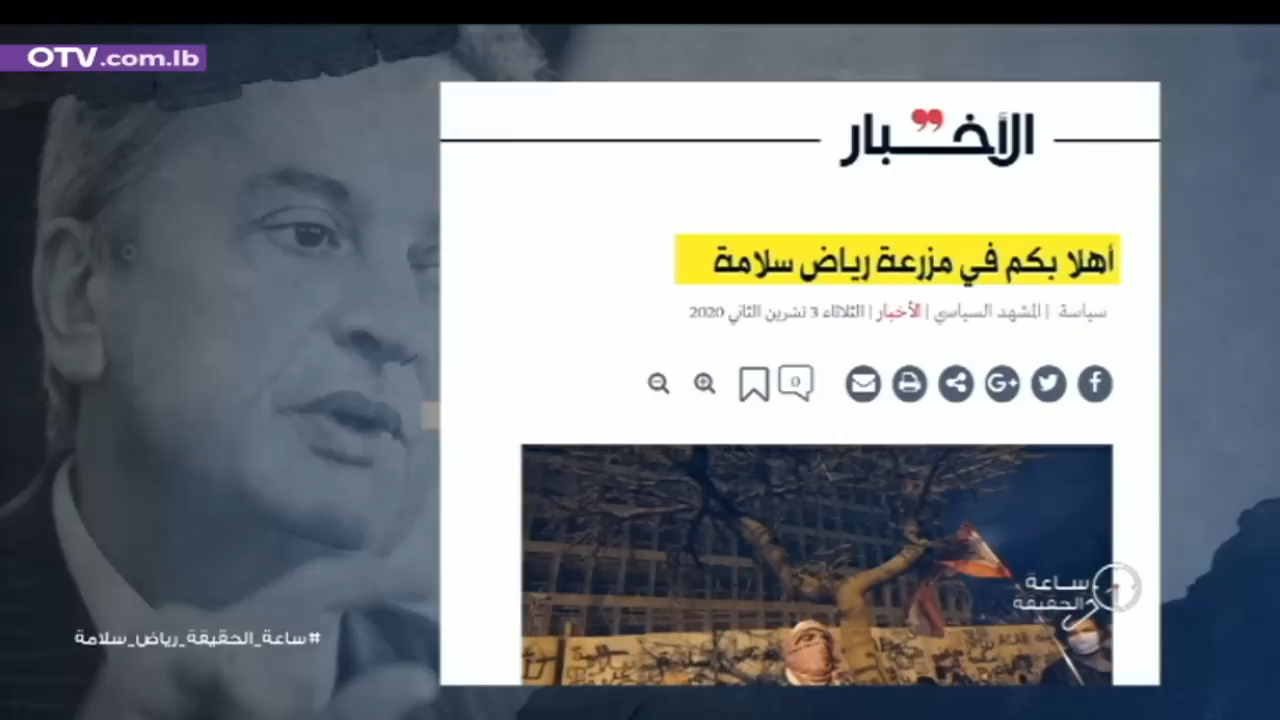 OTV.com.lb
الأخبار
أهلا بكم في مزرعة رياض سلامة
سياسة | المشهد السياسي | الأخبار | الثلاثاء 3 تشرين الثاني 2020
0
ساعة
الحقيقة
ACAB
#ساعة_الحقيقة_رياض_سلامة